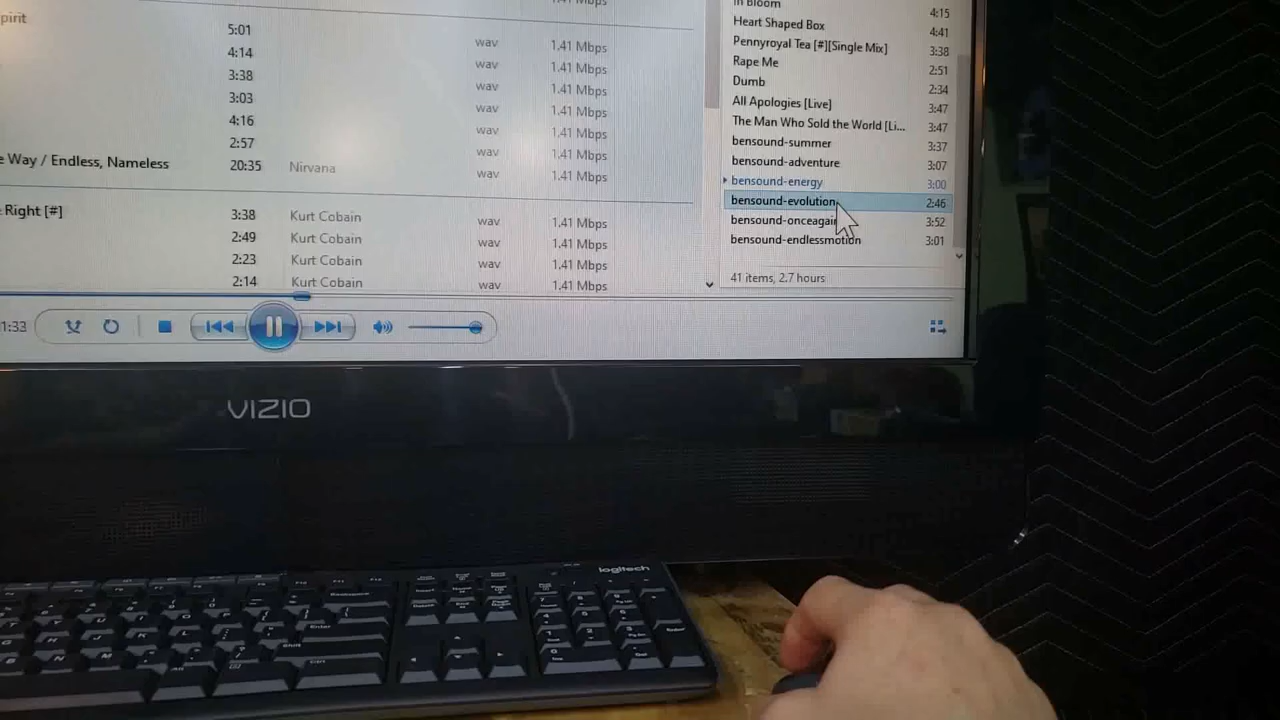 pirit
5:01
4:14 wav 1.41 Mbps
3:38 wav 1.41 Mbps
3:03 wav 1.41 Mbps
4:16 wav 1.41 Mbps
2:57 wav 1.41 Mbps
e Way / Endless, Nameless 20:35 Nirvana wav 1.41 Mbps
wav 1.41 Mbps
Right [#]
3:38 Kurt Cobain wav 1.41 Mbps
2:49 Kurt Cobain wav 1.41 Mbps
2:23 Kurt Cobain wav 1.41 Mbps
2:14 Kurt Cobain wav 1.41 Mbps
In Bloom 4:15
Heart Shaped Box 4:41
Pennyroyal Tea [#][Single Mix] 3:38
Rape Me 2:51
Dumb 2:34
All Apologies [Live] 3:47
The Man Who Sold the World [Li... 3:47
bensound-summer 3:37
bensound-adventure 3:07
bensound-energy 3:00
bensound-evolution 2:46
bensound-onceagain 3:52
bensound-endlessmotion 3:01
41 items, 2.7 hours
1:33
VIZIO
logitech